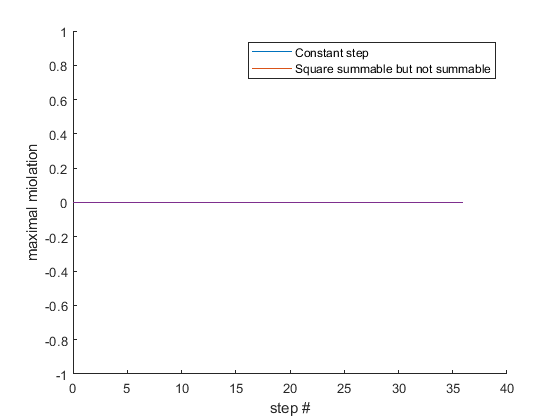 Constant step
Square summable but not summable
1
0.8
0.6
0.4
0.2
0
-0.2
-0.4
-0.6
-0.8
-1
maximal miolation
0 5 10 15 20 25 30 35 40
step #